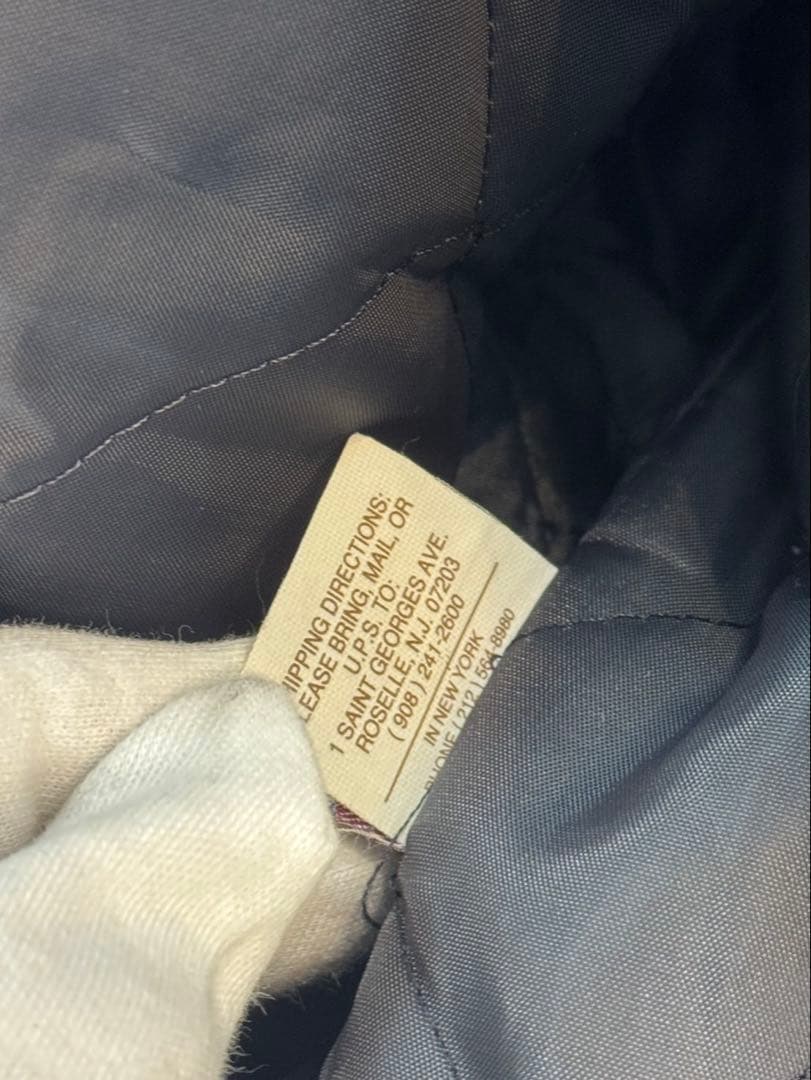 HIPPING DIRECTIONS:
LEASE BRING, MAIL, OR
U.P.S. TO:
1 SAINT GEORGES AVE.
ROSELLE, N.J. 07203
( 908 ) 241-2600
IN NEW YORK
PHONE ( 212 ) 564-8980